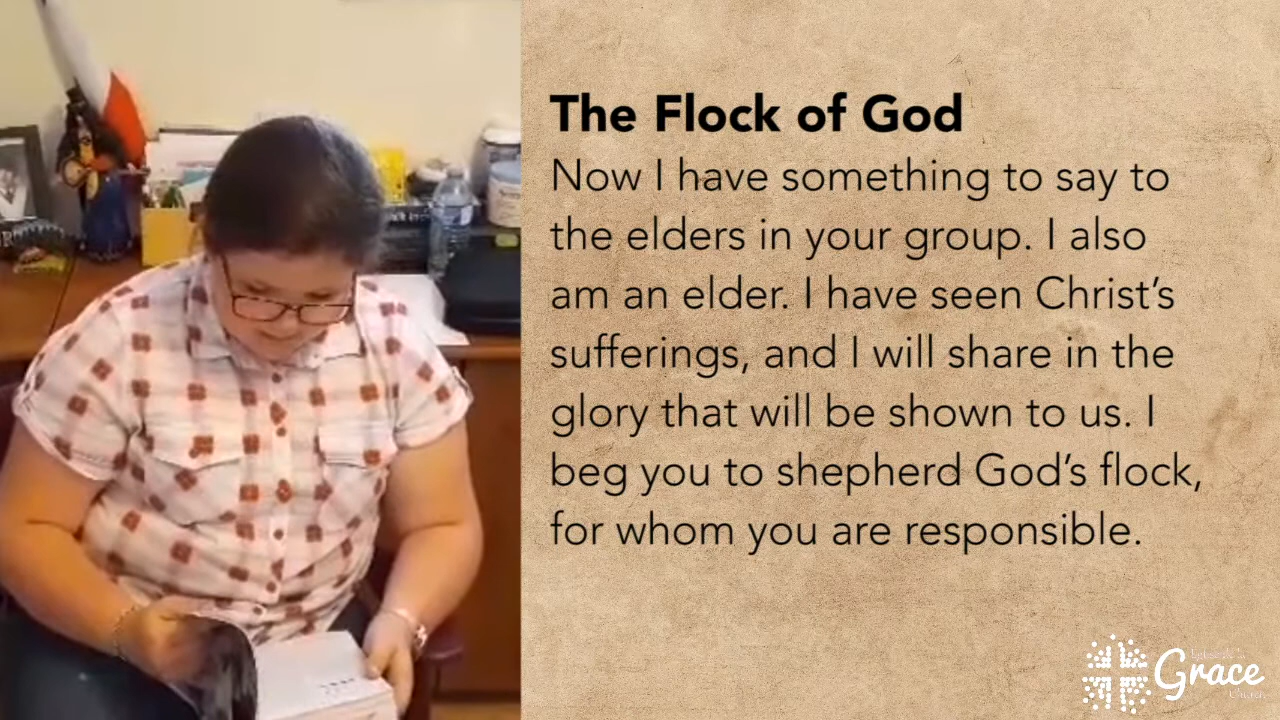 The Flock of God
Now I have something to say to
the elders in your group. I also
am an elder. I have seen Christ’s
sufferings, and I will share in the
glory that will be shown to us. I
beg you to shepherd God’s flock,
for whom you are responsible.
Grace
Church